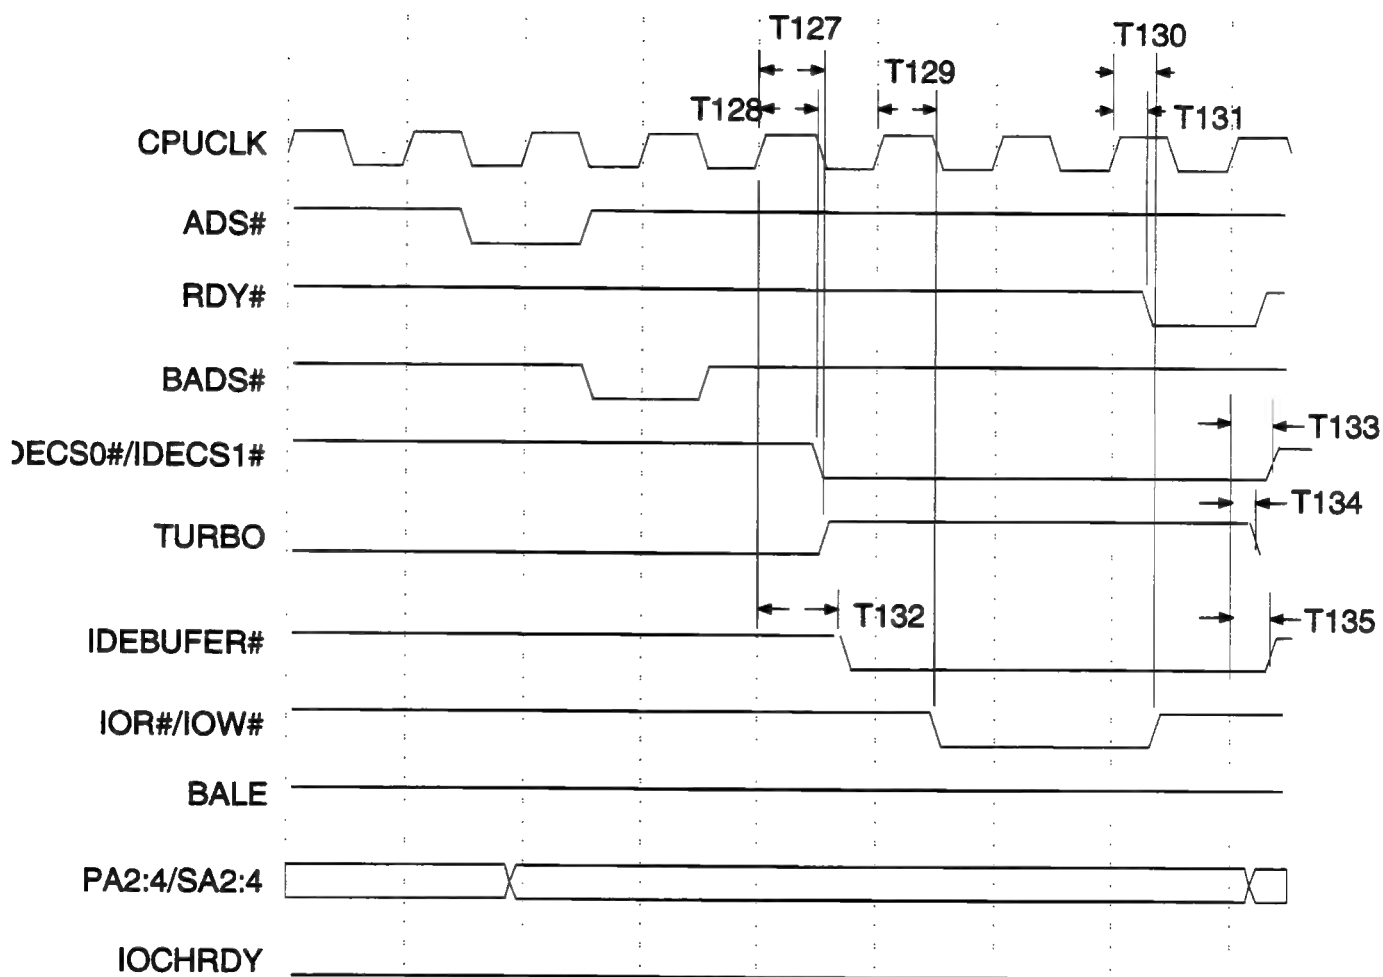 T127
T130
T129
T128
T131
CPUCLK
ADS#
RDY#
BADS#
T133
DECS0#/IDECS1#
T134
TURBO
T132
T135
IDEBUFER#
IOR#/IOW#
BALE
PA2:4/SA2:4
IOCHRDY